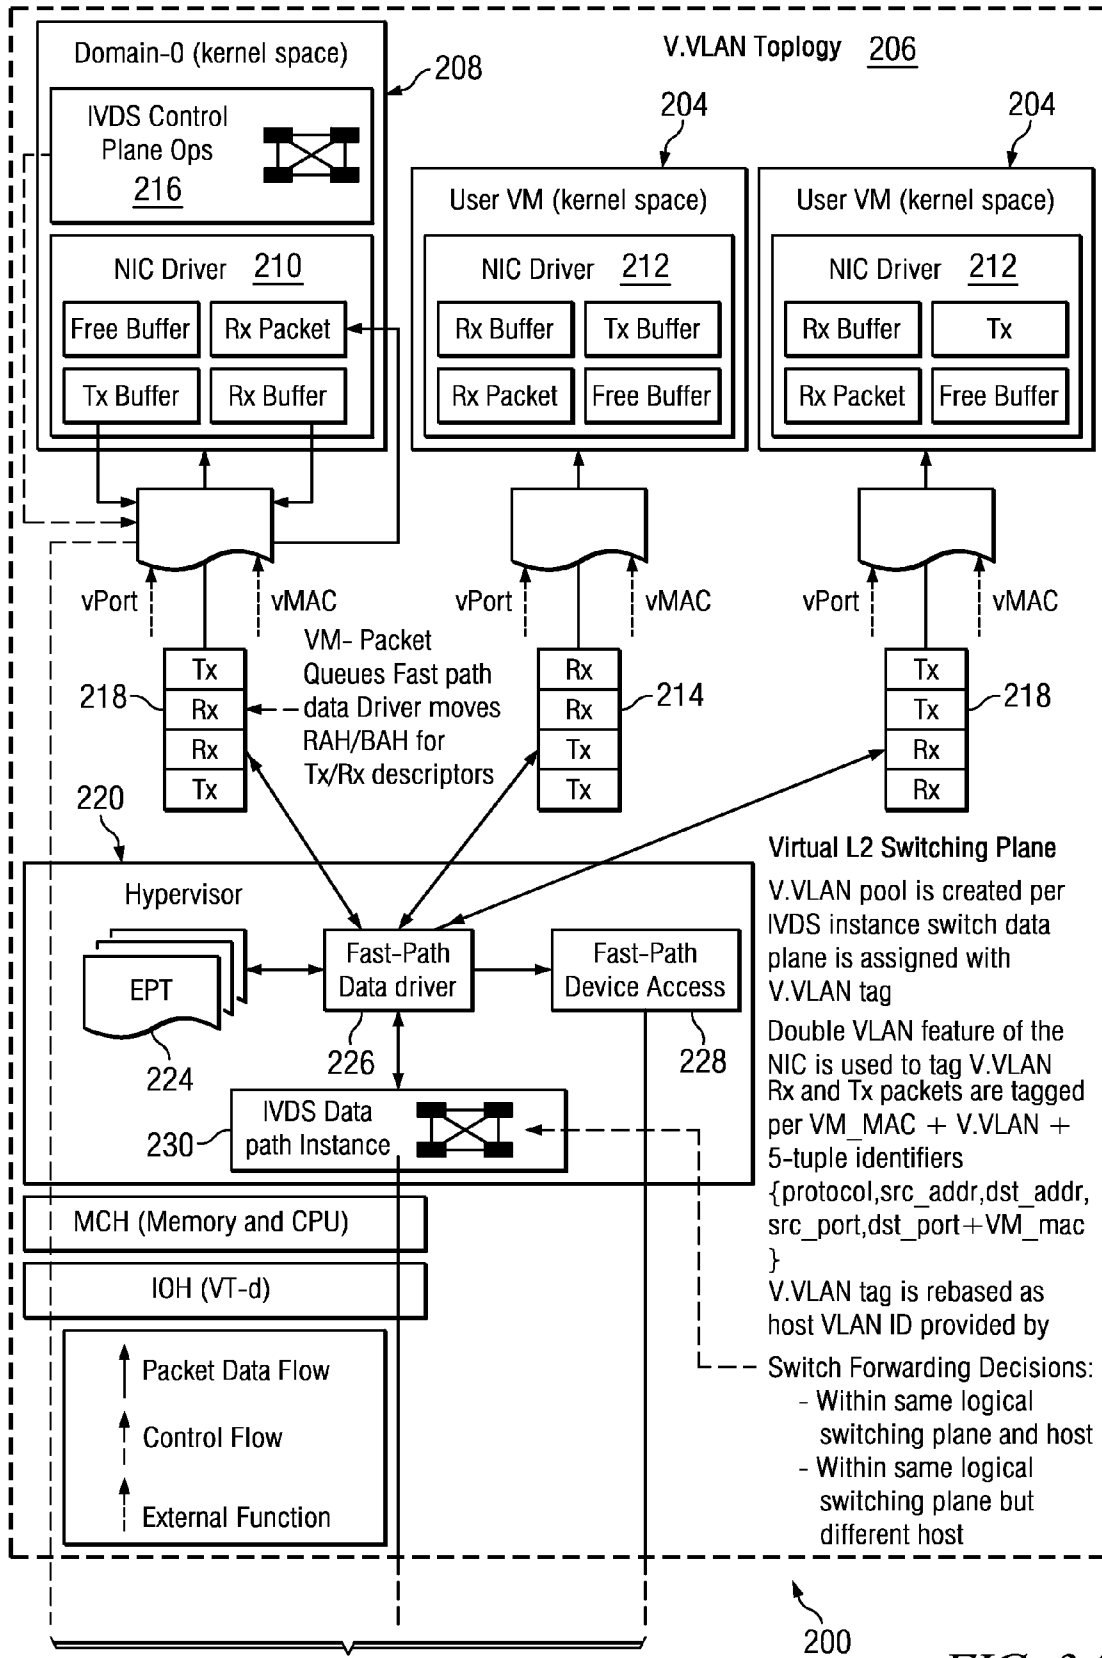 V.VLAN Toplogy 206
Domain-0 (kernel space)
208
IVDS Control
Plane Ops
216
NIC Driver 210
Free Buffer
Rx Packet
Tx Buffer
Rx Buffer
204
User VM (kernel space)
NIC Driver 212
Rx Buffer
Tx Buffer
Rx Packet
Free Buffer
204
User VM (kernel space)
NIC Driver 212
Rx Buffer
Tx
Rx Packet
Free Buffer
vPort
vMAC
vPort
vMAC
vPort
vMAC
218
Tx
Rx
Rx
Tx
VM- Packet
Queues Fast path
data Driver moves
RAH/BAH for
Tx/Rx descriptors
Rx
Rx
Tx
Tx
214
Tx
Tx
Rx
Rx
218
220
Hypervisor
EPT
224
Fast-Path
Data driver
226
Fast-Path
Device Access
228
230
IVDS Data
path Instance
MCH (Memory and CPU)
IOH (VT-d)
Packet Data Flow
Control Flow
External Function
Virtual L2 Switching Plane
V.VLAN pool is created per
IVDS instance switch data
plane is assigned with
V.VLAN tag
Double VLAN feature of the
NIC is used to tag V.VLAN
Rx and Tx packets are tagged
per VM_MAC + V.VLAN +
5-tuple identifiers
{protocol,src_addr,dst_addr,
src_port,dst_port+VM_mac
}
V.VLAN tag is rebased as
host VLAN ID provided by
Switch Forwarding Decisions:
- Within same logical
switching plane and host
- Within same logical
switching plane but
different host
200